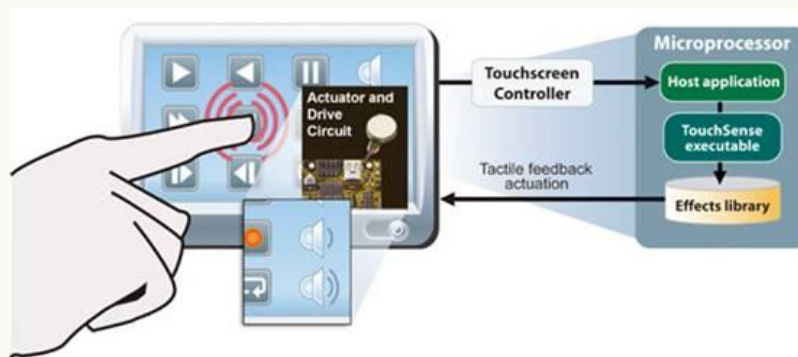 Microprocessor
Touchscreen
Controller
Host application
Actuator and
Drive
Circuit
TouchSense
executable
Tactile feedback
actuation
Effects library